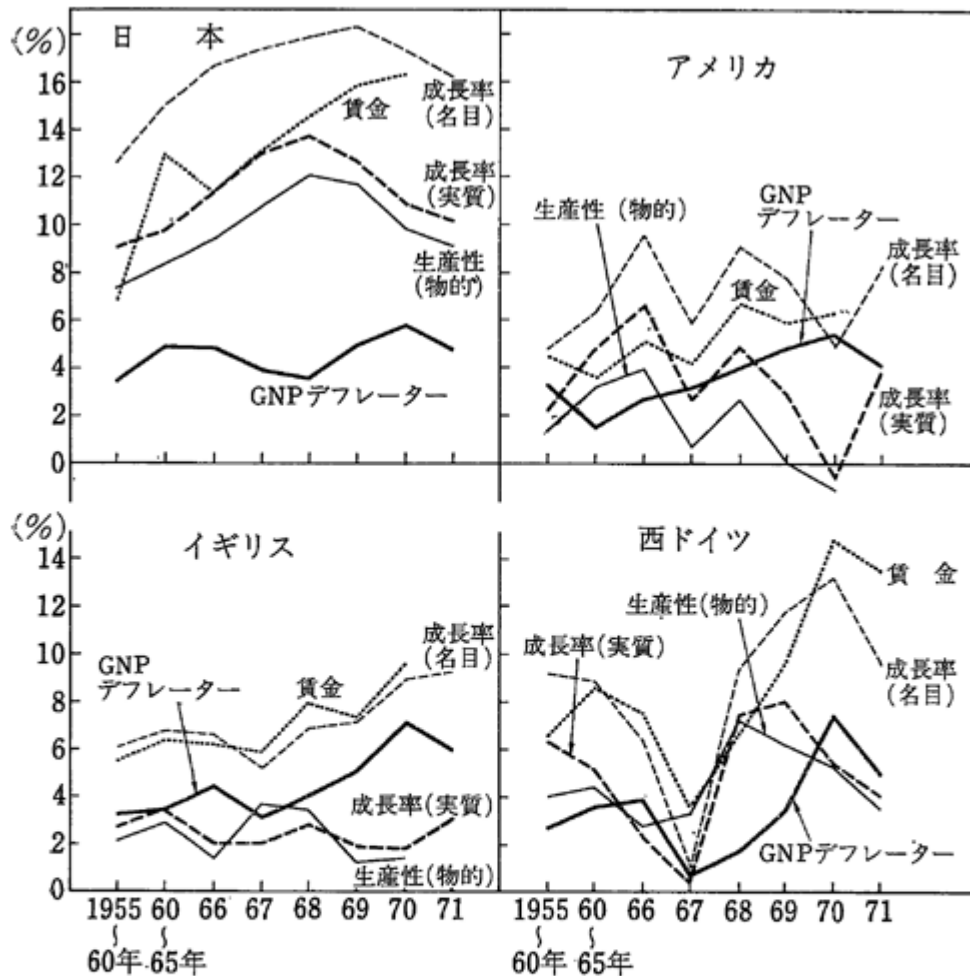 (%)
日本
16
14
12
10
8
6
4
2
0
成長率
(名目)
賃金
成長率
(実質)
生産性
(物的)
GNPデフレーター
アメリカ
生産性(物的)
GNP
デフレーター
成長率
(名目)
賃金
成長率
(実質)
(%)
イギリス
14
12
10
8
6
4
2
0
GNP
デフレーター
賃金
成長率
(名目)
成長率(実質)
生産性(物的)
1955 60 66 67 68 69 70 71
〜 〜
60年 65年
西ドイツ
賃金
生産性(物的)
成長率(実質)
成長率
(名目)
GNPデフレーター
1955 60 66 67 68 69 70 71
〜 〜
60年 65年